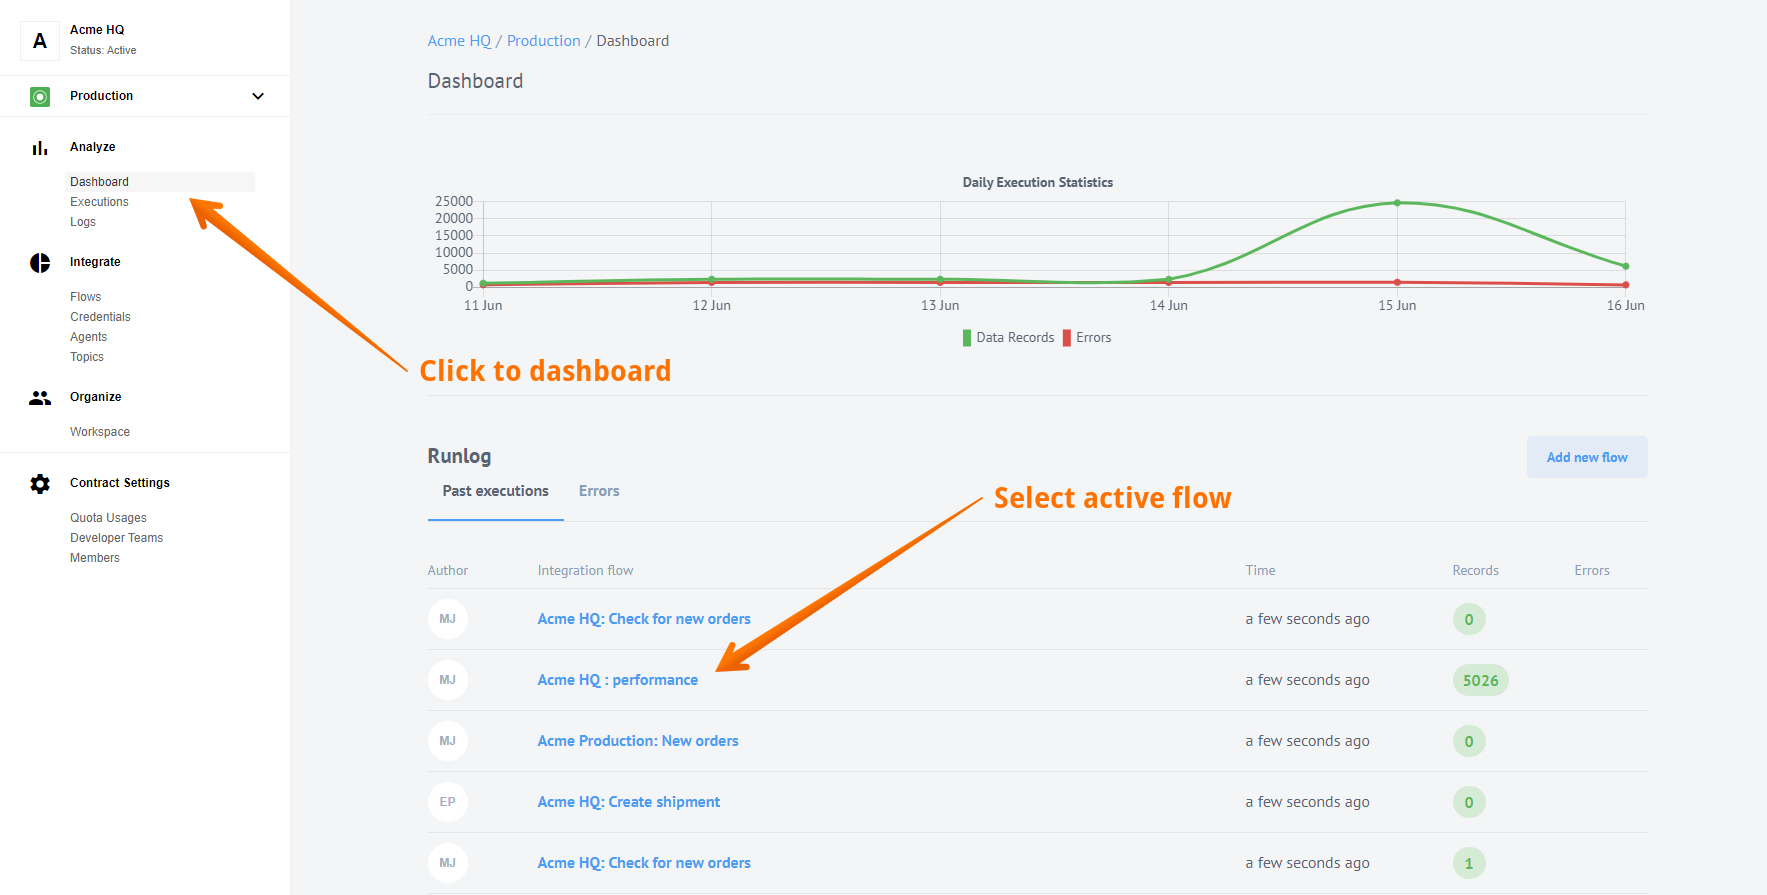 A
Acme HQ
Status: Active
Production
Analyze
Dashboard
Executions
Logs
Integrate
Flows
Credentials
Agents
Topics
Organize
Workspace
Contract Settings
Quota Usages
Developer Teams
Members
Acme HQ / Production / Dashboard
Dashboard
Daily Execution Statistics
25000
20000
15000
10000
5000
0
11 Jun 12 Jun 13 Jun 14 Jun 15 Jun 16 Jun
Data Records Errors
Click to dashboard
Runlog
Add new flow
Past executions Errors
Select active flow
Author Integration flow Time Records Errors
MJ Acme HQ: Check for new orders a few seconds ago 0
MJ Acme HQ : performance a few seconds ago 5026
MJ Acme Production: New orders a few seconds ago 0
EP Acme HQ: Create shipment a few seconds ago 0
MJ Acme HQ: Check for new orders a few seconds ago 1